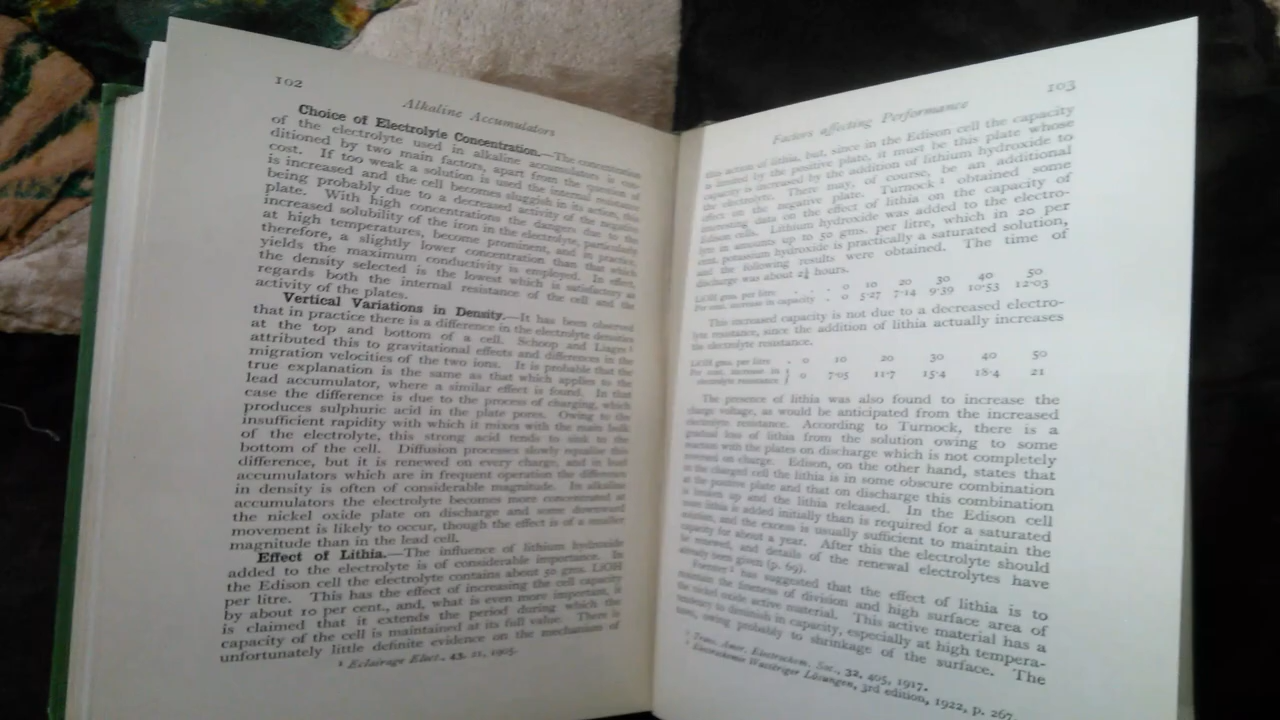 102
Alkaline Accumulators
Choice of Electrolyte Concentration.—The concentration
of the electrolyte used in alkaline accumulators is con-
ditioned by two main factors, apart from the question of
cost. If too weak a solution is used the internal resistance
is increased and the cell becomes sluggish in its action, this
being probably due to a decreased activity of the negative
plate. With high concentrations the dangers due to the
increased solubility of the iron in the electrolyte, particularly
at high temperatures, become prominent, and in practice,
therefore, a slightly lower concentration than that which
yields the maximum conductivity is employed. In effect,
the density selected is the lowest which is satisfactory as
regards both the internal resistance of the cell and the
activity of the plates.
Vertical Variations in Density.—It has been observed
that in practice there is a difference in the electrolyte densities
at the top and bottom of a cell. Schoop and Liagre ¹
attributed this to gravitational effects and differences in the
migration velocities of the two ions. It is probable that the
true explanation is the same as that which applies to the
lead accumulator, where a similar effect is found. In that
case the difference is due to the process of charging, which
produces sulphuric acid in the plate pores. Owing to the
insufficient rapidity with which it mixes with the main bulk
of the electrolyte, this strong acid tends to sink to the
bottom of the cell. Diffusion processes slowly equalise this
difference, but it is renewed on every charge, and in lead
accumulators which are in frequent operation the difference
in density is often of considerable magnitude. In alkaline
accumulators the electrolyte becomes more concentrated at
the nickel oxide plate on discharge and some downward
movement is likely to occur, though the effect is of a smaller
magnitude than in the lead cell.
Effect of Lithia.—The influence of lithium hydroxide
added to the electrolyte is of considerable importance. In
the Edison cell the electrolyte contains about 50 gms. LiOH
per litre. This has the effect of increasing the cell capacity
by about 10 per cent., and, what is even more important, it
is claimed that it extends the period during which the
capacity of the cell is maintained at its full value. There is
unfortunately little definite evidence on the mechanism of
¹ Eclairage Elect., 43, 11, 1905.
103
Factors affecting Performance
this action of lithia, but, since in the Edison cell the capacity
is limited by the positive plate, it must be this plate whose
capacity is increased by the addition of lithium hydroxide to
the electrolyte. There may, of course, be an additional
effect on the negative plate. Turnock ¹ obtained some
interesting data on the effect of lithia on the capacity of
Edison cells. Lithium hydroxide was added to the electro-
lyte in amounts up to 50 gms. per litre, which in 20 per
cent. potassium hydroxide is practically a saturated solution,
and the following results were obtained. The time of
discharge was about 2¾ hours.
LiOH gms. per litre . . 0 10 20 30 40 50
Per cent. increase in capacity . 0 5·27 7·14 9·39 10·53 12·03
This increased capacity is not due to a decreased electro-
lyte resistance, since the addition of lithia actually increases
the electrolyte resistance.
LiOH gms. per litre . 0 10 20 30 40 50
Per cent. increase in
electrolyte resistance } 0 7·05 11·7 15·4 18·4 21
The presence of lithia was also found to increase the
charge voltage, as would be anticipated from the increased
electrolyte resistance. According to Turnock, there is a
gradual loss of lithia from the solution owing to some
reaction with the plates on discharge which is not completely
reversed on charge. Edison, on the other hand, states that
in the charged cell the lithia is in some obscure combination
at the positive plate and that on discharge this combination
is broken up and the lithia released. In the Edison cell
more lithia is added initially than is required for a saturated
solution, and the excess is usually sufficient to maintain the
capacity for about a year. After this the electrolyte should
be renewed, and details of the renewal electrolytes have
already been given (p. 69).
Foerster ² has suggested that the effect of lithia is to
maintain the fineness of division and high surface area of
the nickel oxide active material. This active material has a
tendency to diminish in capacity, especially at high tempera-
tures, owing probably to shrinkage of the surface. The
¹ Trans. Amer. Electrochem. Soc., 32, 405, 1917.
² Electrochemie Wasseriger Lösungen, 3rd edition, 1922, p. 267.